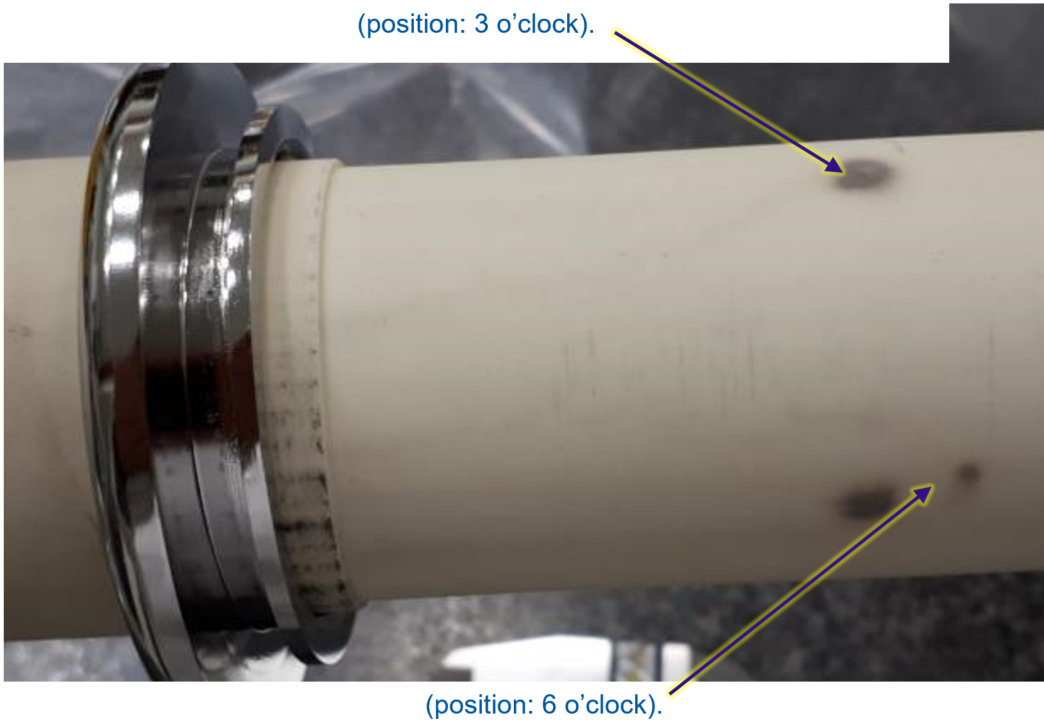 (position: 3 o’clock).
(position: 6 o’clock).